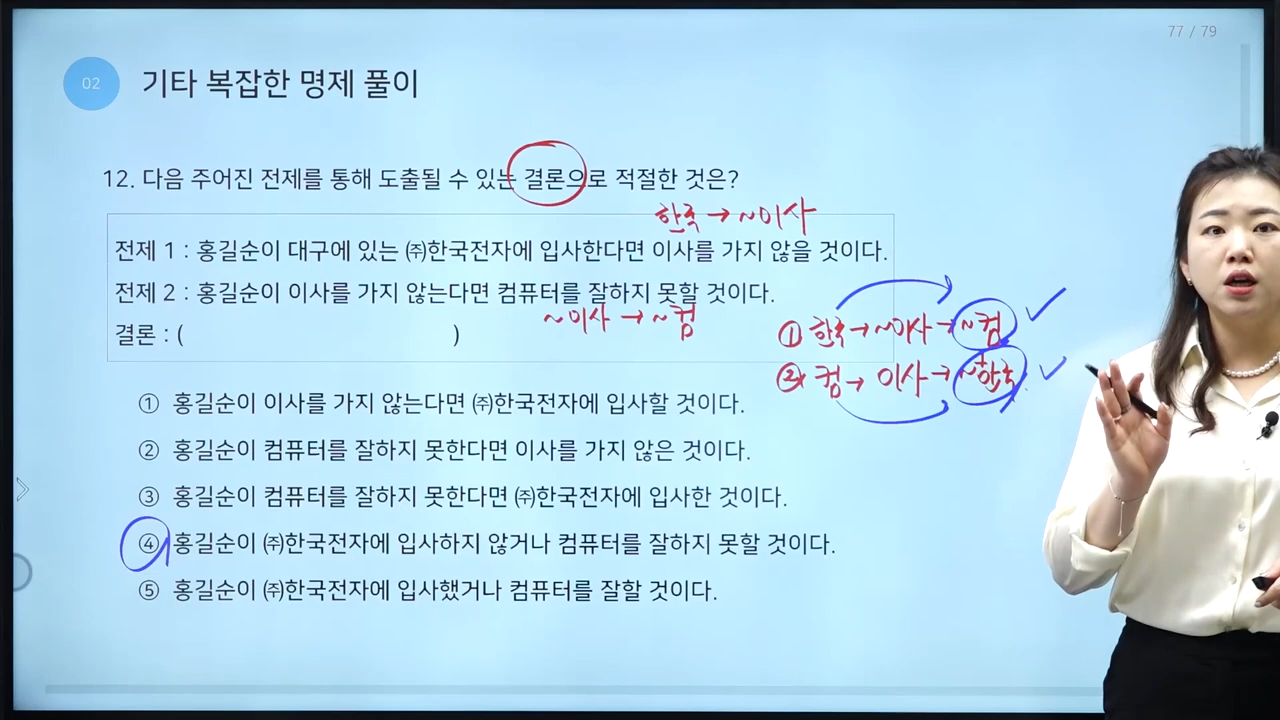 77 / 79
02 기타 복잡한 명제 풀이
12. 다음 주어진 전제를 통해 도출될 수 있는 결론으로 적절한 것은?
한국 → ~이사
전제 1 : 홍길순이 대구에 있는 ㈜한국전자에 입사한다면 이사를 가지 않을 것이다.
전제 2 : 홍길순이 이사를 가지 않는다면 컴퓨터를 잘하지 못할 것이다.
~이사 → ~컴
결론 : ( )
① 한국 → ~이사 → ~컴
② 컴 → 이사 → ~한국
① 홍길순이 이사를 가지 않는다면 ㈜한국전자에 입사할 것이다.
② 홍길순이 컴퓨터를 잘하지 못한다면 이사를 가지 않은 것이다.
③ 홍길순이 컴퓨터를 잘하지 못한다면 ㈜한국전자에 입사한 것이다.
④ 홍길순이 ㈜한국전자에 입사하지 않거나 컴퓨터를 잘하지 못할 것이다.
⑤ 홍길순이 ㈜한국전자에 입사했거나 컴퓨터를 잘할 것이다.